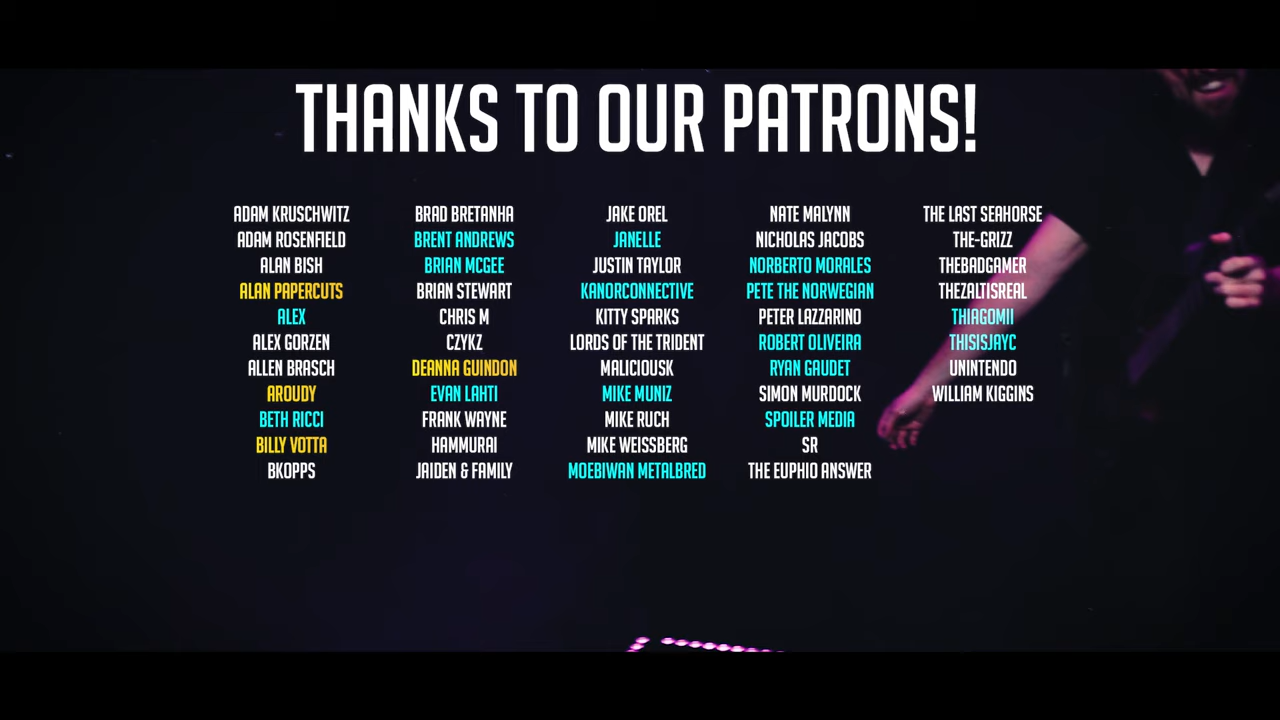 THANKS TO OUR PATRONS!
ADAM KRUSCHWITZ
ADAM ROSENFIELD
ALAN BISH
ALAN PAPERCUTS
ALEX
ALEX GORZEN
ALLEN BRASCH
AROUDY
BETH RICCI
BILLY VOTTA
BKOPPS
BRAD BRETANHA
BRENT ANDREWS
BRIAN MCGEE
BRIAN STEWART
CHRIS M
CZYKZ
DEANNA GUINDON
EVAN LAHTI
FRANK WAYNE
HAMMURAI
JAIDEN & FAMILY
JAKE OREL
JANELLE
JUSTIN TAYLOR
KANORCONNECTIVE
KITTY SPARKS
LORDS OF THE TRIDENT
MALICIOUSK
MIKE MUNIZ
MIKE RUCH
MIKE WEISSBERG
MOEBIWAN METALBRED
NATE MALYNN
NICHOLAS JACOBS
NORBERTO MORALES
PETE THE NORWEGIAN
PETER LAZZARINO
ROBERT OLIVEIRA
RYAN GAUDET
SIMON MURDOCK
SPOILER MEDIA
SR
THE EUPHIO ANSWER
THE LAST SEAHORSE
THE-GRIZZ
THEBADGAMER
THEZALTISREAL
THIAGOMII
THISISJAYC
UNINTENDO
WILLIAM KIGGINS